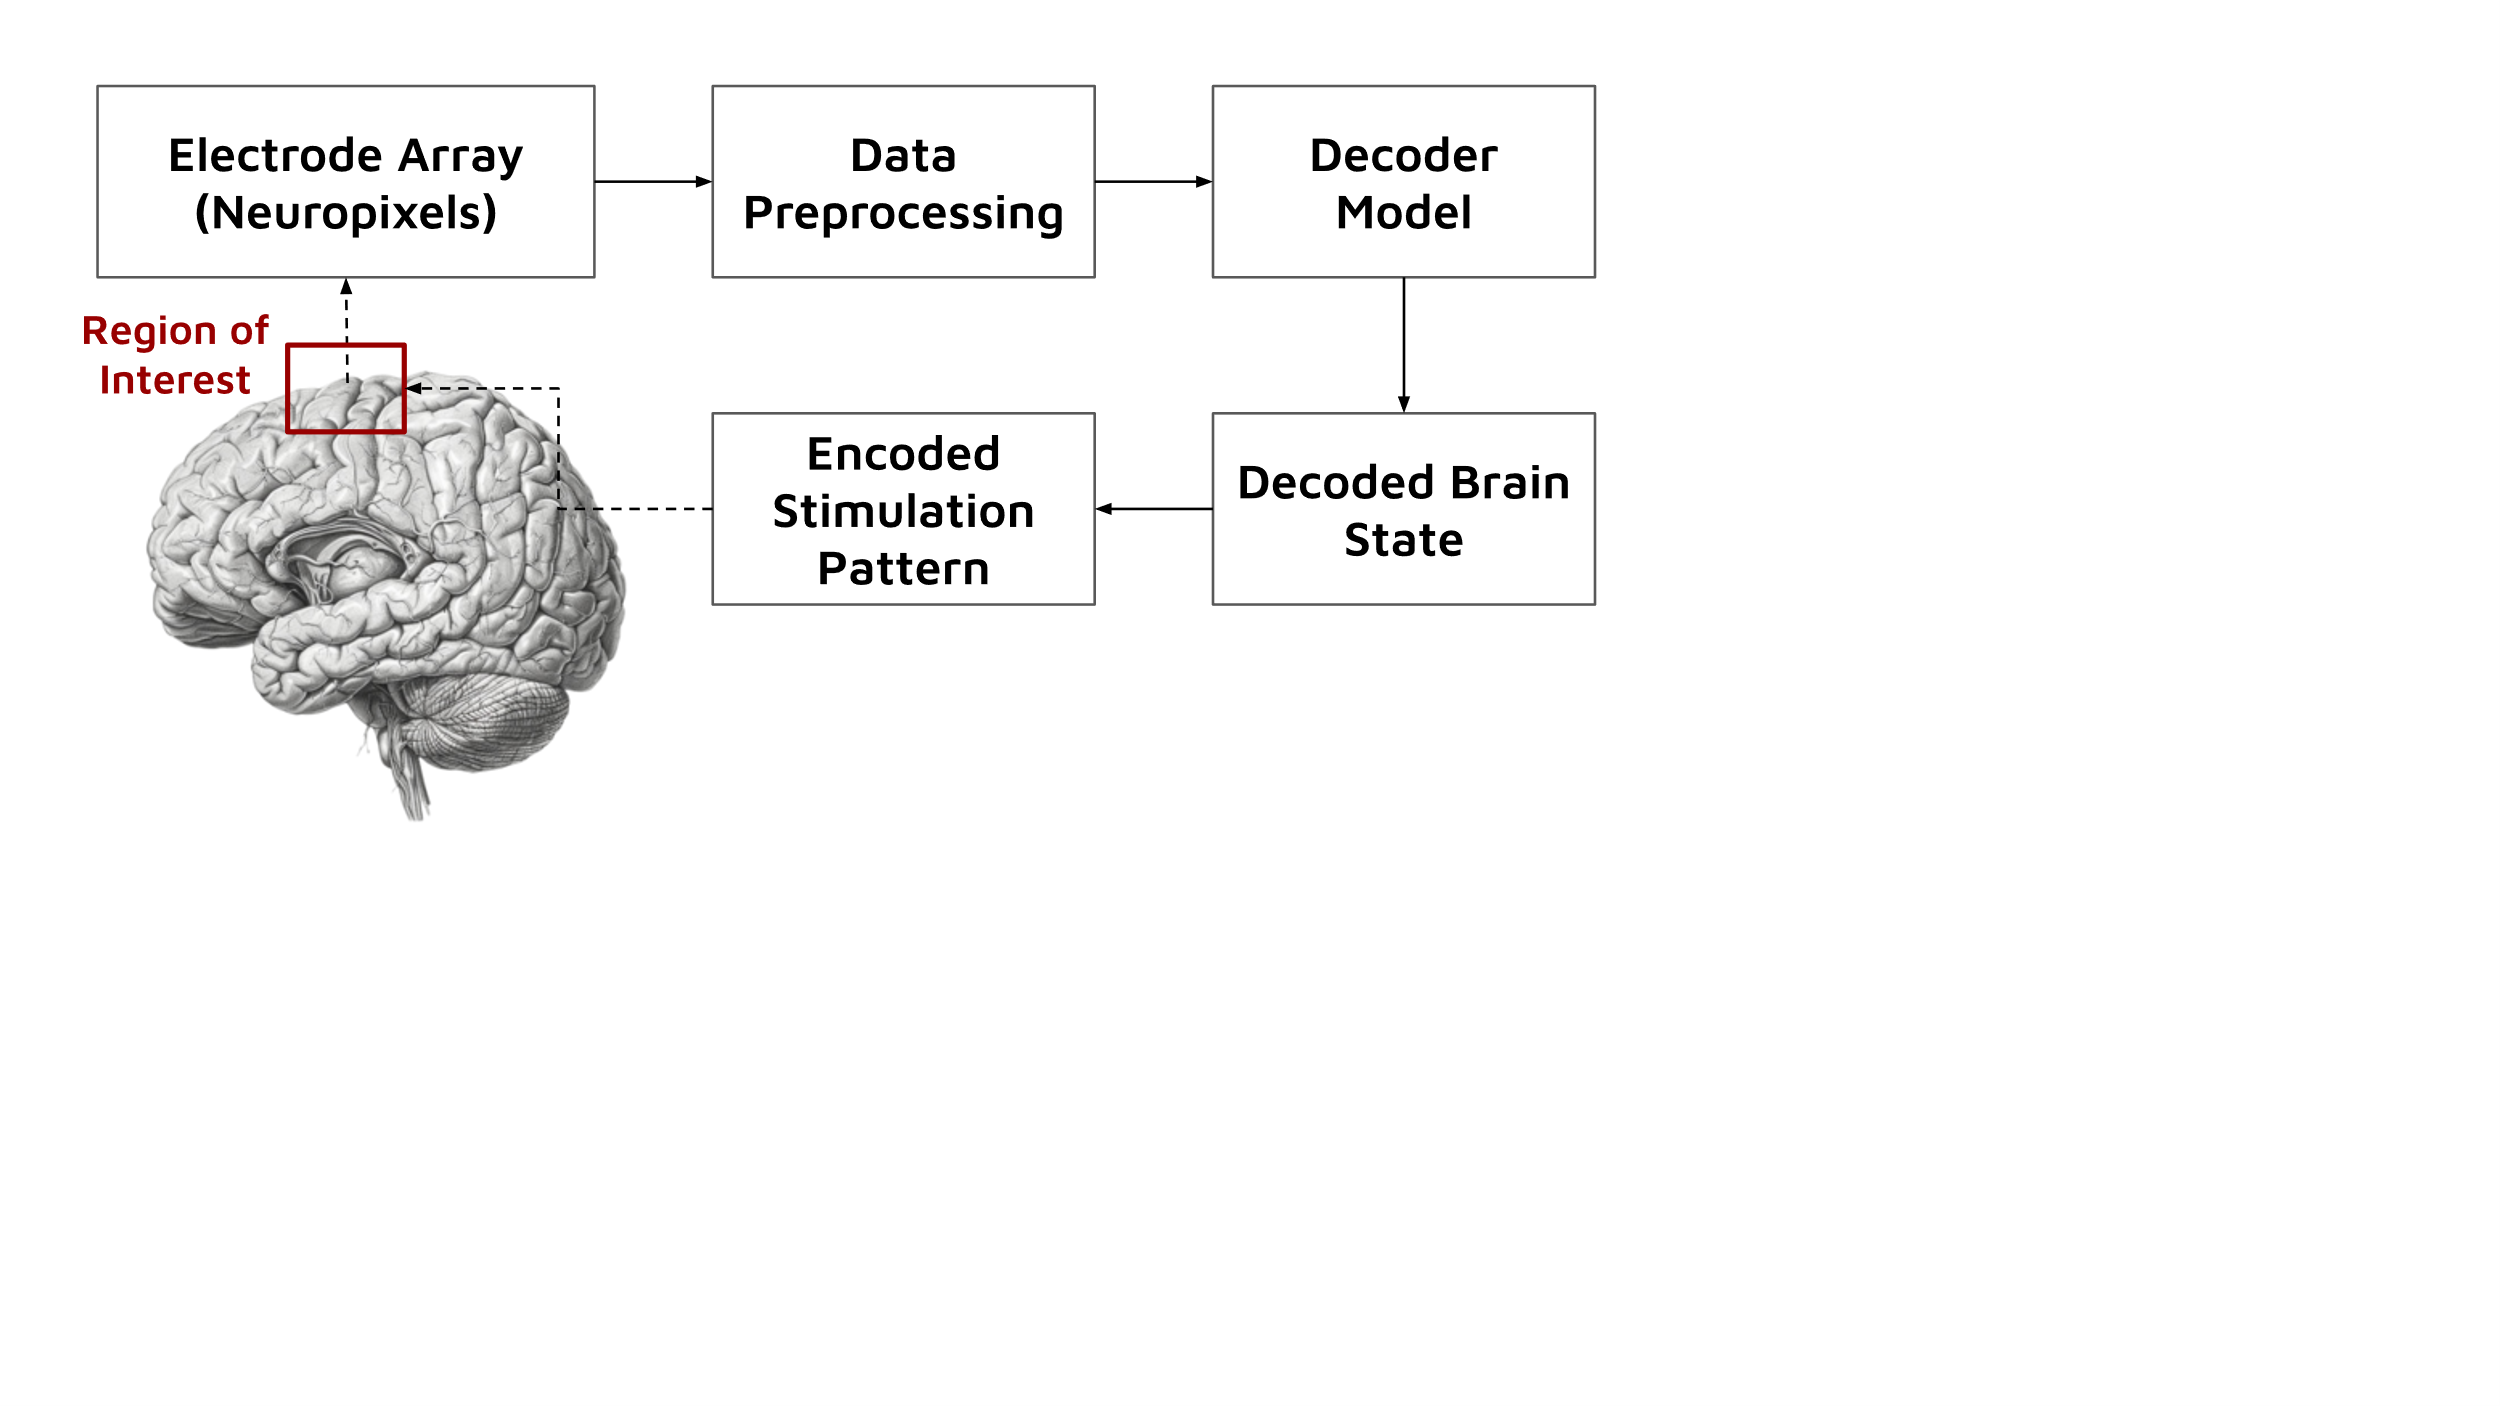 Electrode Array
(Neuropixels)
Data
Preprocessing
Decoder
Model
Region of
Interest
Encoded
Stimulation
Pattern
Decoded Brain
State